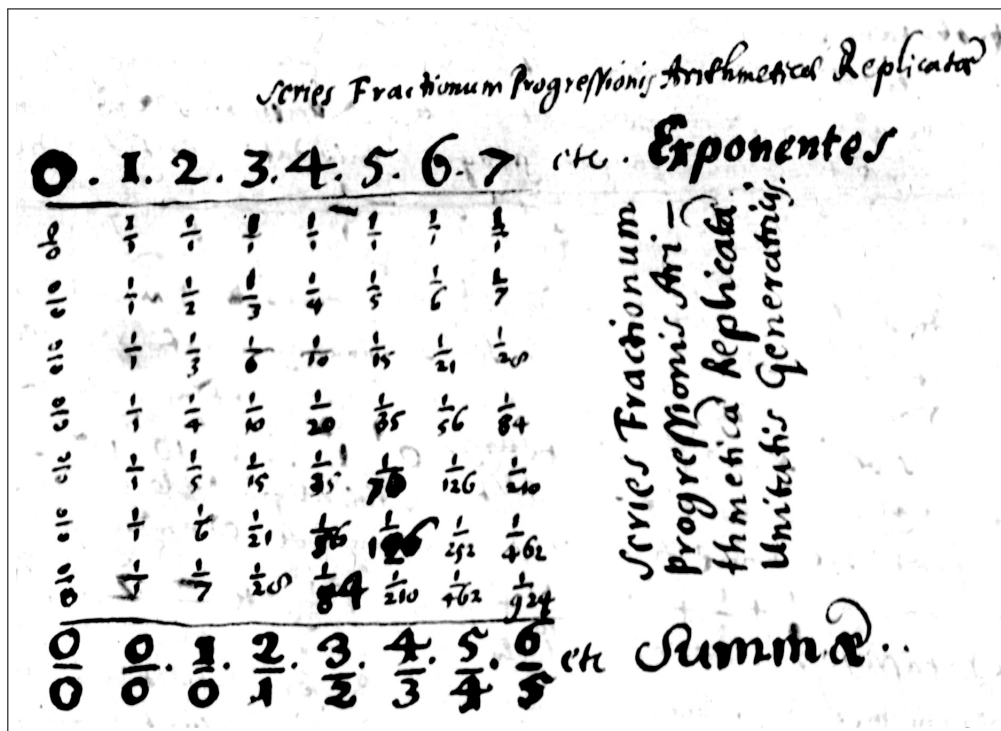 Series Fractionum Progressionis Arithmeticæ Replicatæ
0. 1. 2. 3. 4. 5. 6. 7 etc. Exponentes
0/0 1/1 1/1 1/1 1/1 1/1 1/1 1/1
0/0 1/1 1/2 1/3 1/4 1/5 1/6 1/7
0/0 1/1 1/3 1/6 1/10 1/15 1/21 1/28
0/0 1/1 1/4 1/10 1/20 1/35 1/56 1/84
0/0 1/1 1/5 1/15 1/35 1/70 1/126 1/210
0/0 1/1 1/6 1/21 1/56 1/126 1/252 1/462
0/0 1/1 1/7 1/28 1/84 1/210 1/462 1/924
0/0 0/0. 1/0. 2/1. 3/2. 4/3. 5/4. 6/5 etc Summæ..
Series Fractionum
progressionis Ari–
thmetica Replicata
Unitatis